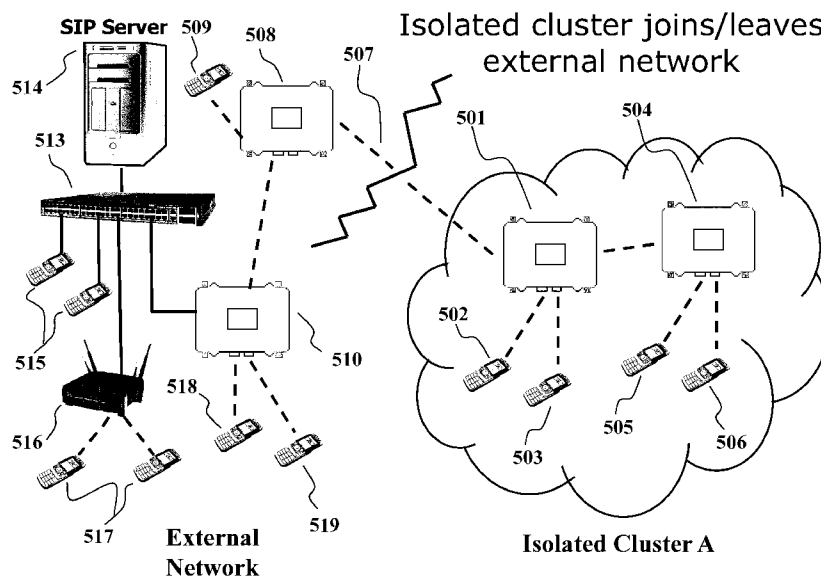 SIP Server
514
509
508
507
Isolated cluster joins/leaves
external network
501
504
513
502
510
515
518
516
505
506
503
517
519
External
Network
Isolated Cluster A